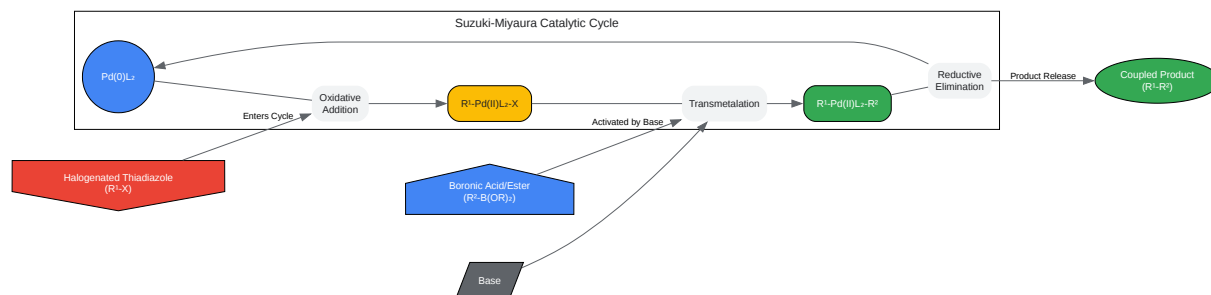 Suzuki-Miyaura Catalytic Cycle
Pd(0)L₂
Oxidative
Addition
R¹-Pd(II)L₂-X
Transmetalation
R¹-Pd(II)L₂-R²
Reductive
Elimination
Product Release
Coupled Product
(R¹-R²)
Enters Cycle
Activated by Base
Halogenated Thiadiazole
(R¹-X)
Boronic Acid/Ester
(R²-B(OR)₂)
Base